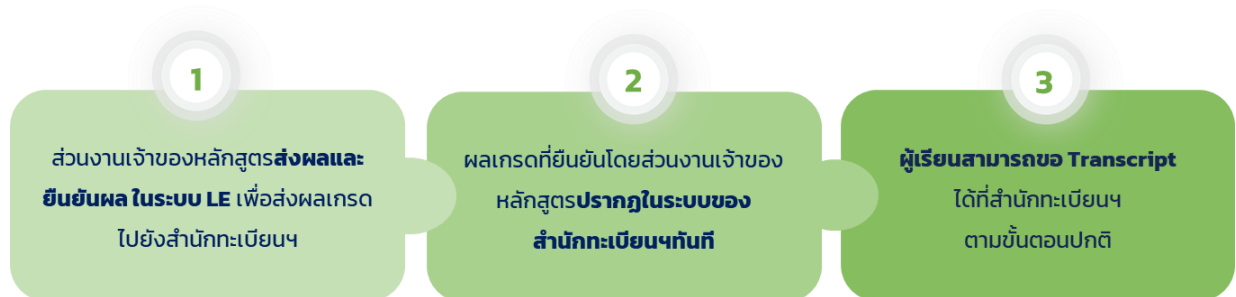 1
ส่วนงานเจ้าของหลักสูตรส่งผลและ
ยืนยันผล ในระบบ LE เพื่อส่งผลเกรด
ไปยังสำนักทะเบียนฯ
2
ผลเกรดที่ยืนยันโดยส่วนงานเจ้าของ
หลักสูตรปรากฏในระบบของ
สำนักทะเบียนฯทันที
3
ผู้เรียนสามารถขอ Transcript
ได้ที่สำนักทะเบียนฯ
ตามขั้นตอนปกติ